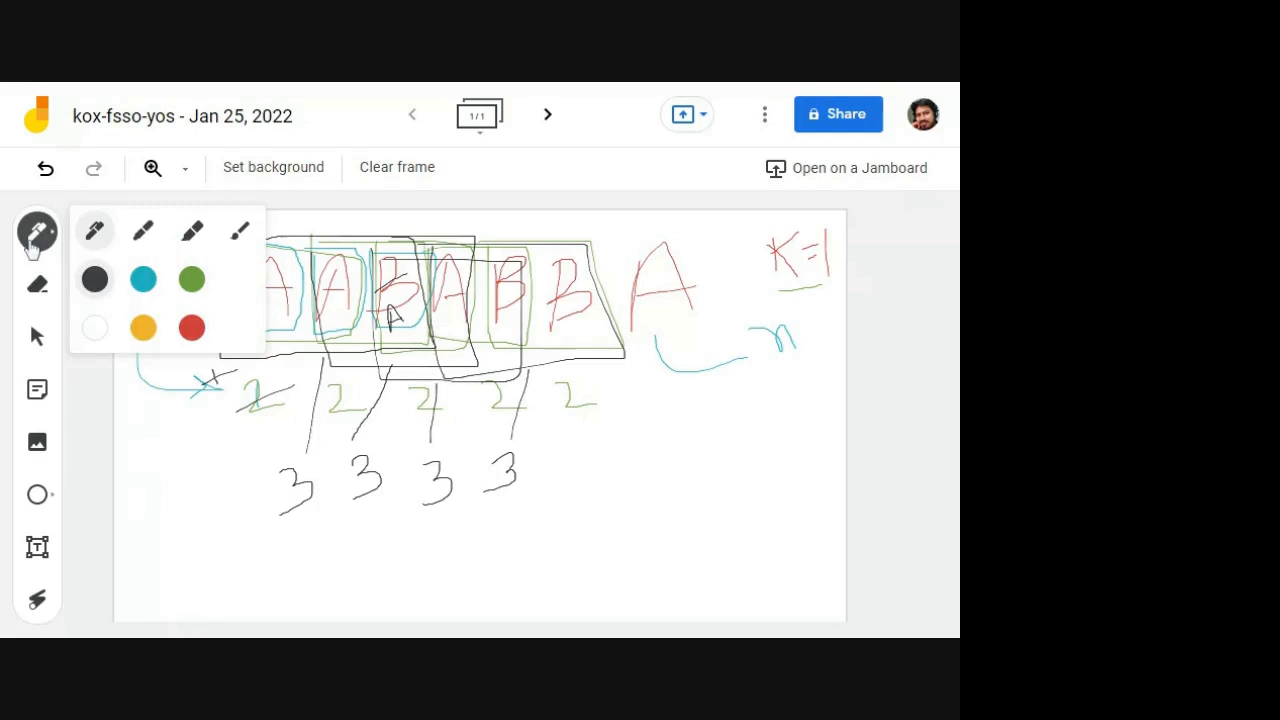 kox-fsso-yos - Jan 25, 2022
1/1
Share
Set background
Clear frame
Open on a Jamboard
A A B A B B A K=1
A
n
2 2 2 2 2
3 3 3 3
T